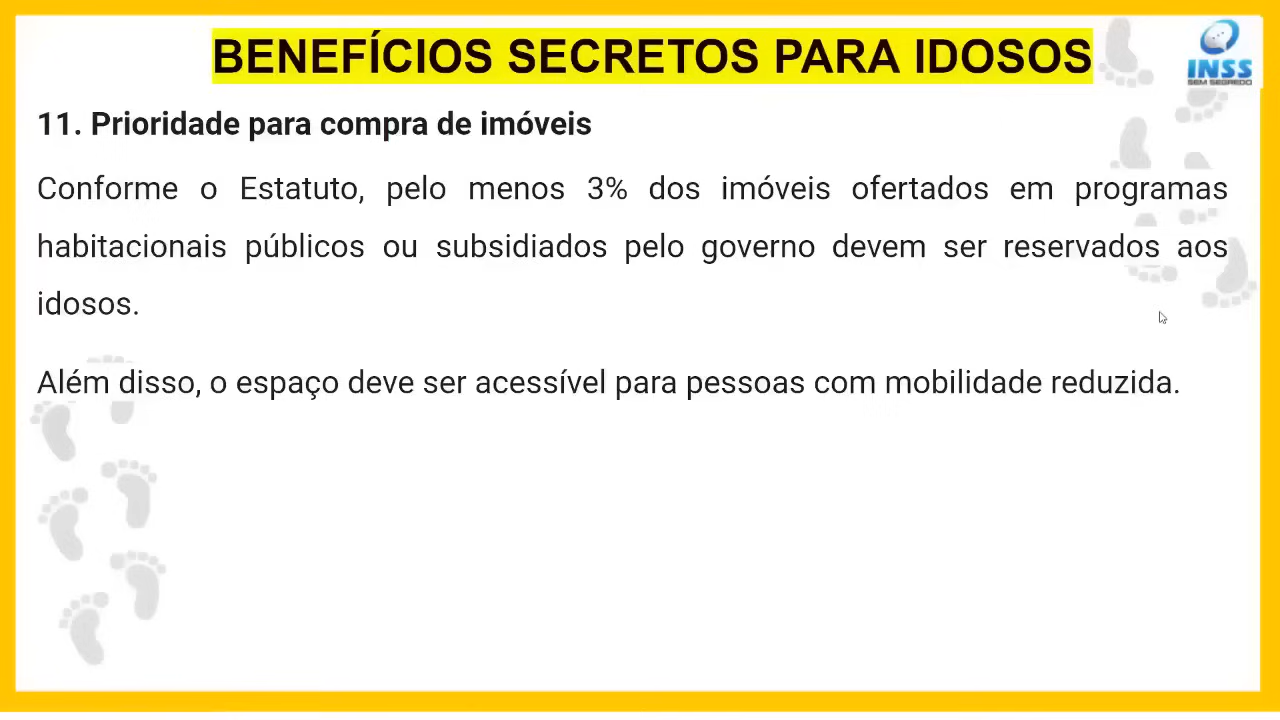 BENEFÍCIOS SECRETOS PARA IDOSOS
INSS
SEM SEGREDO
11. Prioridade para compra de imóveis
Conforme o Estatuto, pelo menos 3% dos imóveis ofertados em programas
habitacionais públicos ou subsidiados pelo governo devem ser reservados aos
idosos.
Além disso, o espaço deve ser acessível para pessoas com mobilidade reduzida.